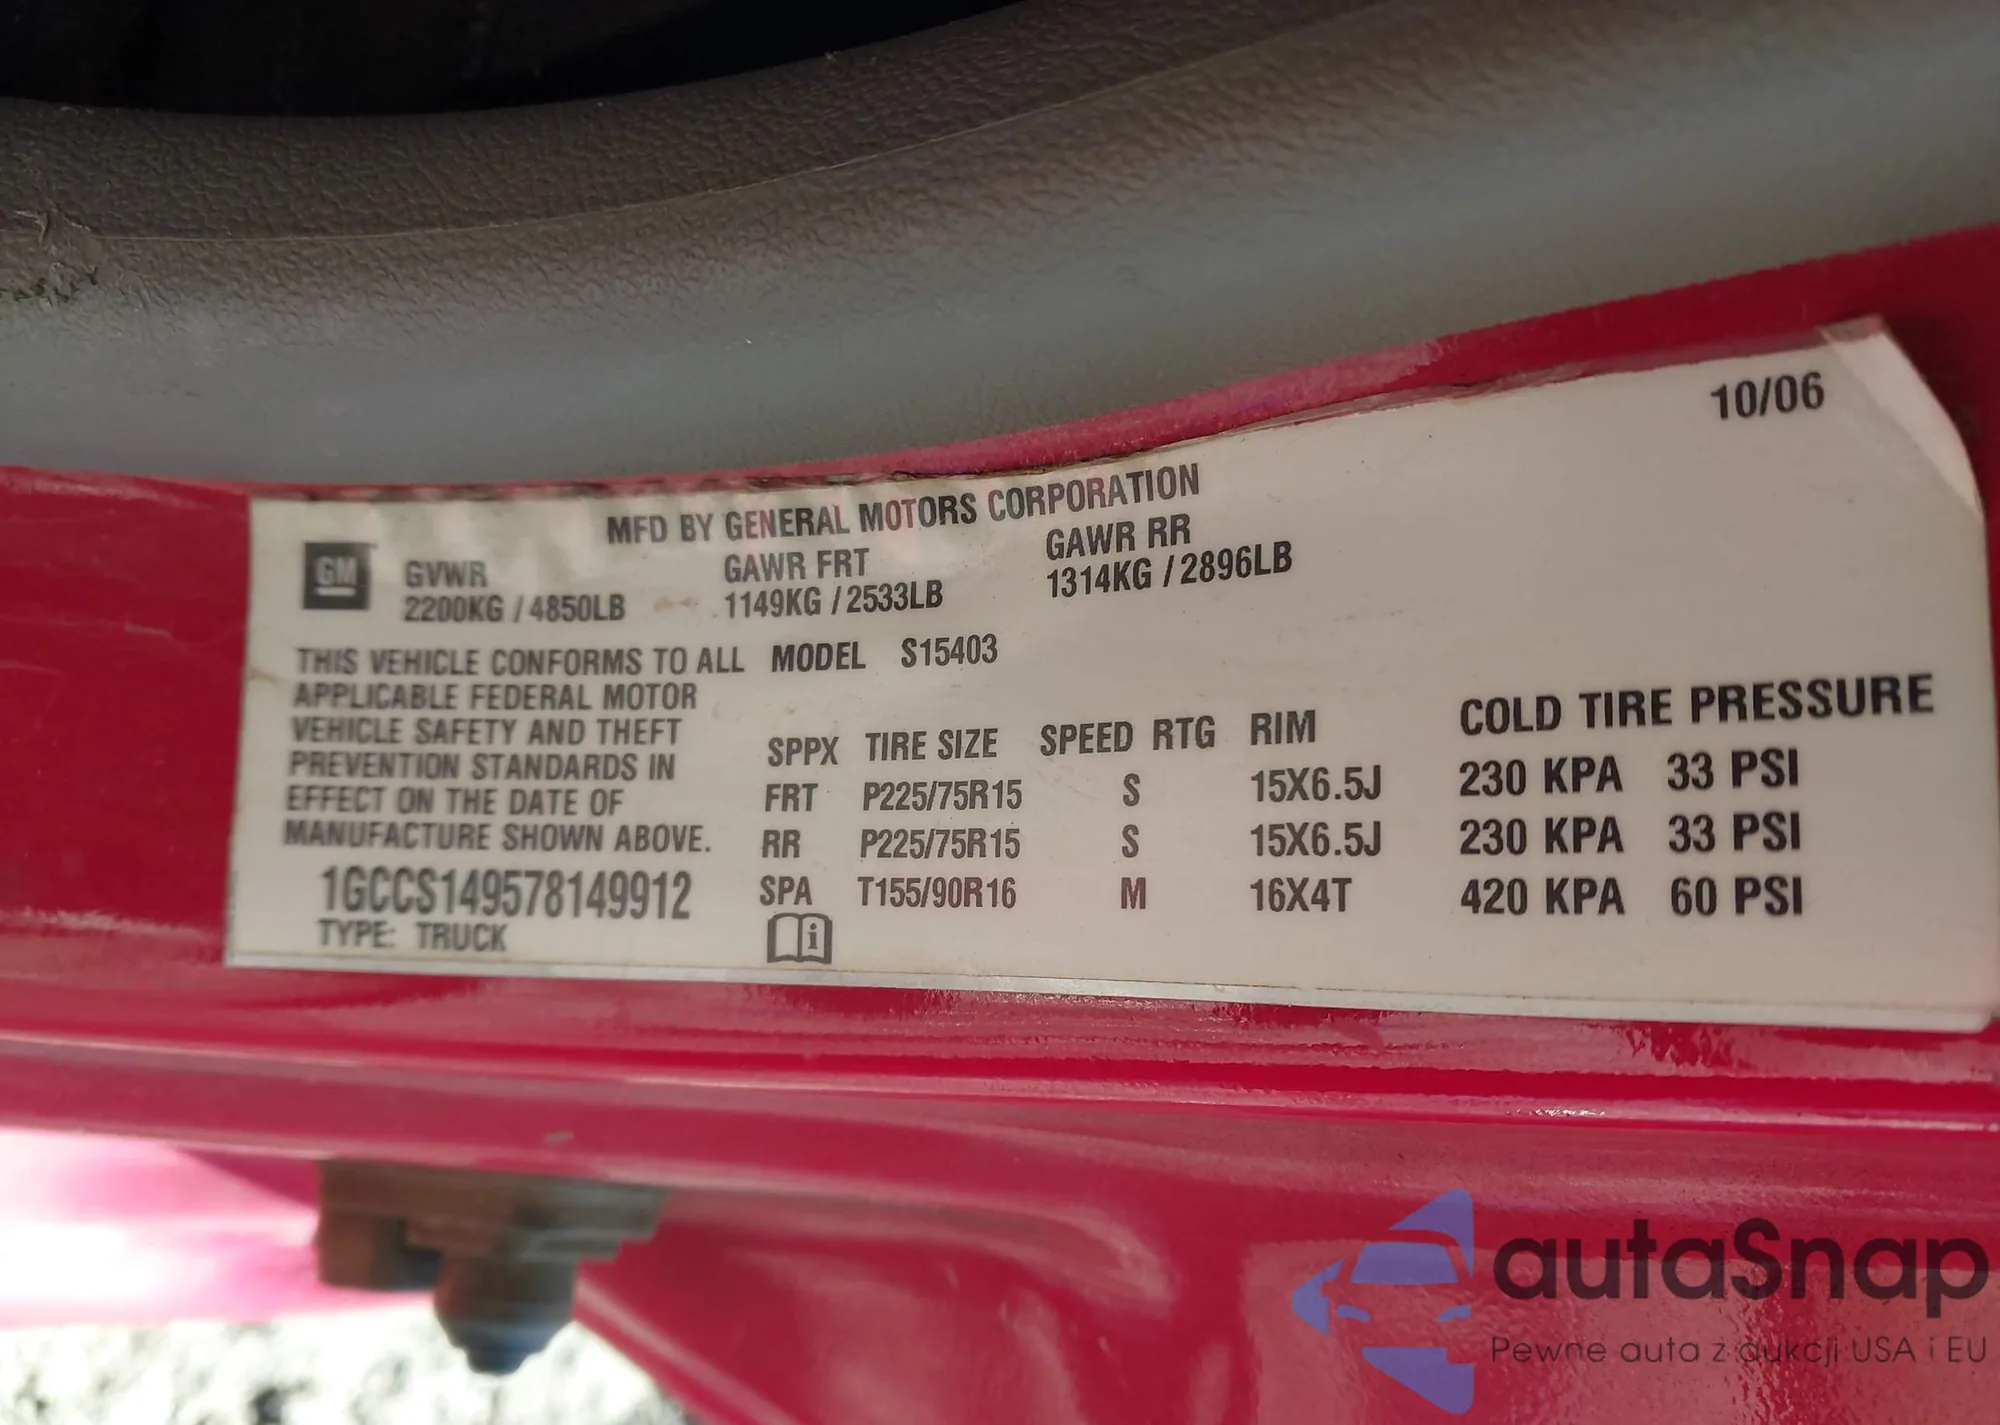 10/06
MFD BY GENERAL MOTORS CORPORATION
GM
GVWR GAWR FRT GAWR RR
2200KG / 4850LB 1149KG / 2533LB 1314KG / 2896LB
THIS VEHICLE CONFORMS TO ALL
APPLICABLE FEDERAL MOTOR
VEHICLE SAFETY AND THEFT
PREVENTION STANDARDS IN
EFFECT ON THE DATE OF
MANUFACTURE SHOWN ABOVE.
1GCCS149578149912
TYPE: TRUCK
MODEL S15403
SPPX TIRE SIZE SPEED RTG RIM COLD TIRE PRESSURE
FRT P225/75R15 S 15X6.5J 230 KPA 33 PSI
RR P225/75R15 S 15X6.5J 230 KPA 33 PSI
SPA T155/90R16 M 16X4T 420 KPA 60 PSI
i
autaSnap
Pewne auta z aukcji USA i EU